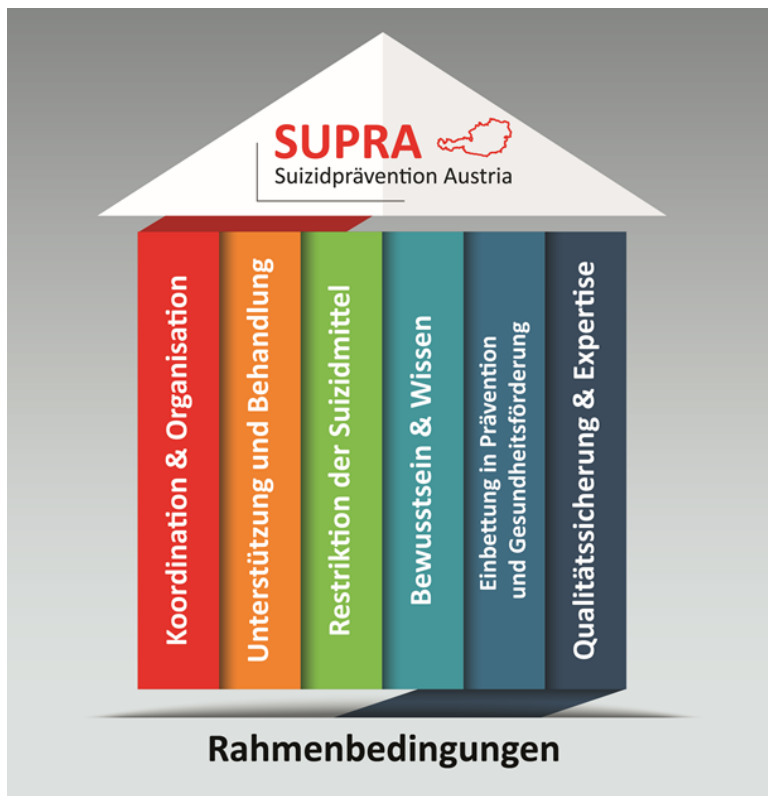 SUPRA
Suizidprävention Austria
Koordination & Organisation
Unterstützung und Behandlung
Restriktion der Suizidmittel
Bewusstsein & Wissen
Einbettung in Prävention
und Gesundheitsförderung
Qualitätssicherung & Expertise
Rahmenbedingungen